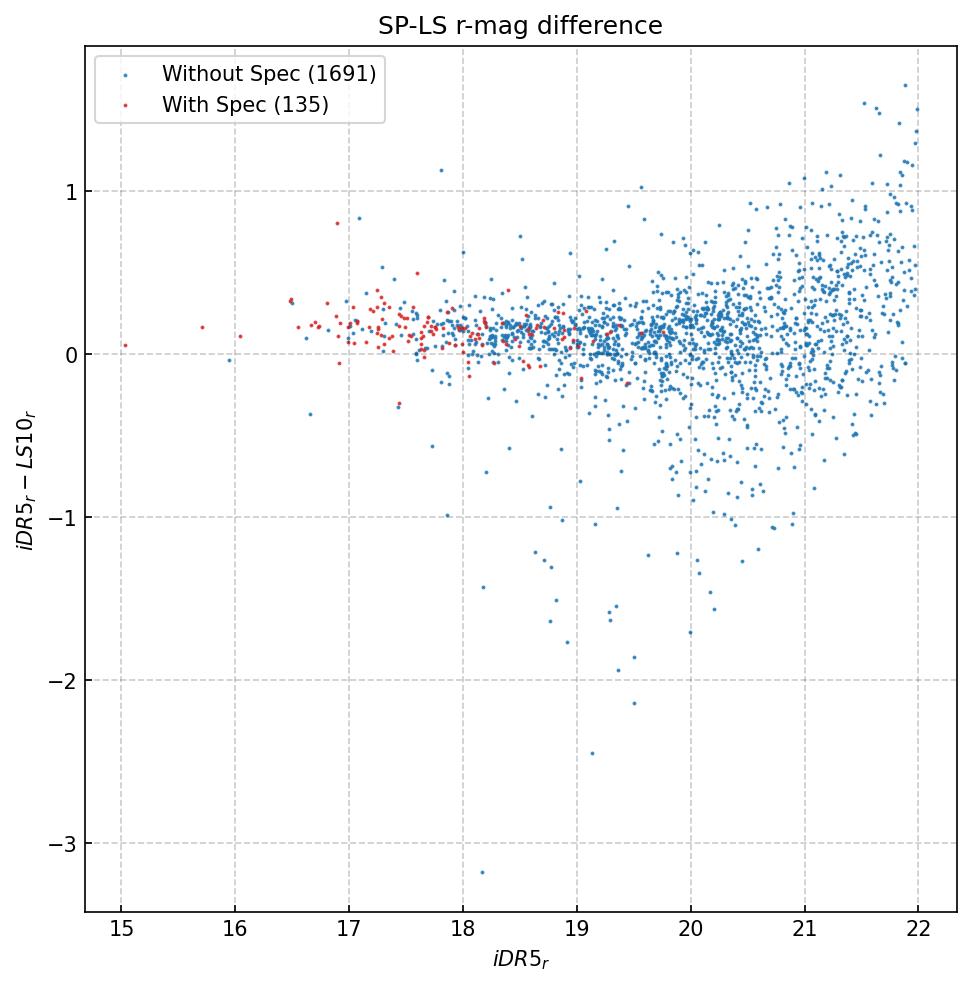 SP-LS r-mag difference
Without Spec (1691)
With Spec (135)
1
0
−1
−2
−3
iDR5r − LS10r
15 16 17 18 19 20 21 22
iDR5r